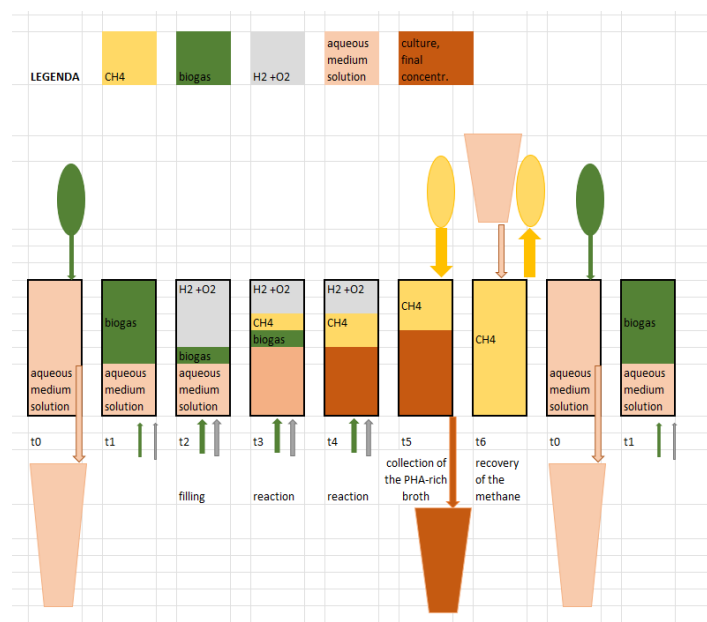 LEGENDA
CH4
biogas
H2 +O2
aqueous
medium
solution
culture,
final
concentr.
aqueous
medium
solution
biogas
aqueous
medium
solution
H2 +O2
biogas
aqueous
medium
solution
H2 +O2
CH4
biogas
H2 +O2
CH4
CH4
CH4
aqueous
medium
solution
biogas
aqueous
medium
solution
t0
t1
t2
t3
t4
t5
t6
t0
t1
filling
reaction
reaction
collection of
the PHA-rich
broth
recovery
of the
methane